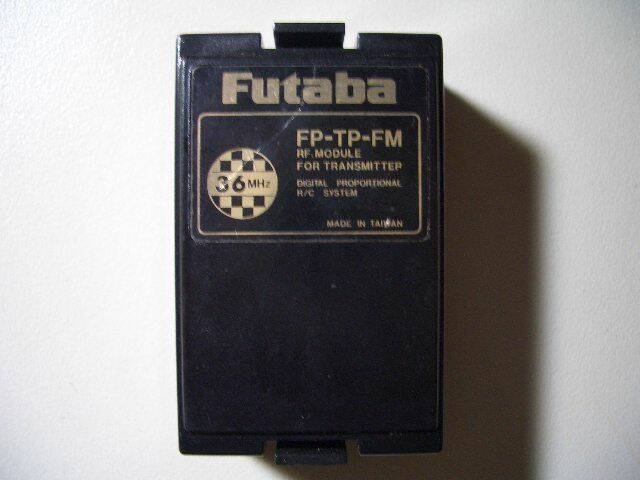 Futaba
FP-TP-FM
RF. MODULE
FOR TRANSMITTER
36MHz
DIGITAL PROPORTIONAL
R/C SYSTEM
MADE IN TAIWAN